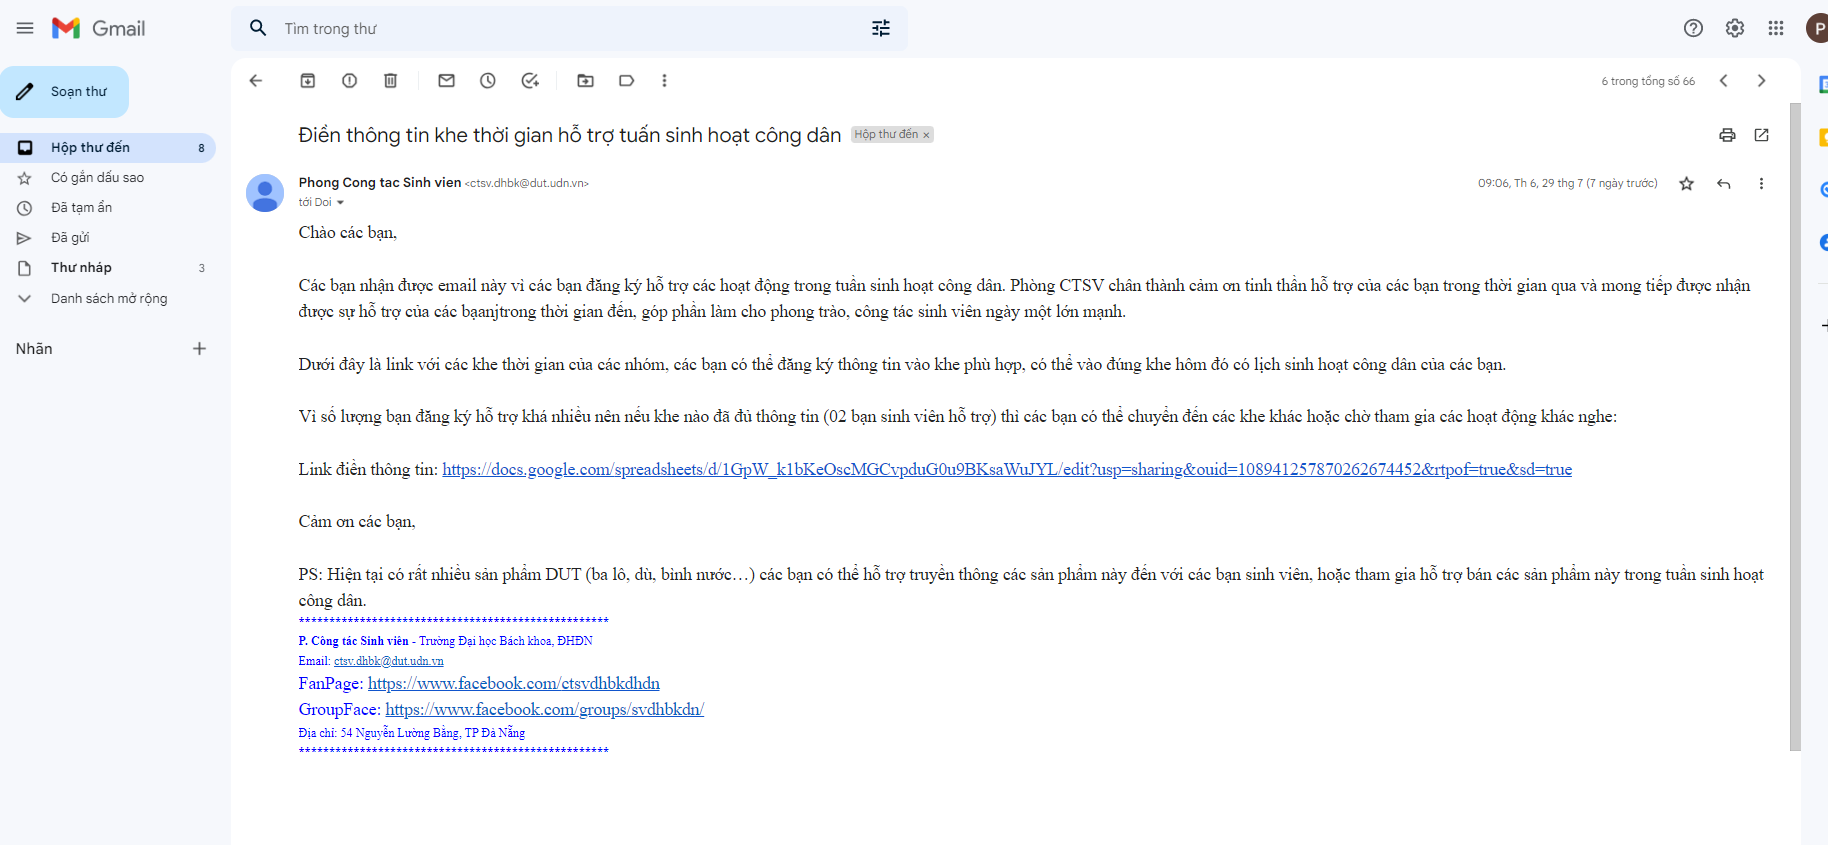 Gmail
Tìm trong thư
P
Soạn thư
6 trong tổng số 66
Hộp thư đến 8
Có gắn dấu sao
Đã tạm ẩn
Đã gửi
Thư nháp 3
Danh sách mở rộng
Nhãn
Điền thông tin khe thời gian hỗ trợ tuấn sinh hoạt công dân Hộp thư đến ×
Phong Cong tac Sinh vien <ctsv.dhbk@dut.udn.vn> 09:06, Th 6, 29 thg 7 (7 ngày trước)
tới Doi
Chào các bạn,
Các bạn nhận được email này vì các bạn đăng ký hỗ trợ các hoạt động trong tuần sinh hoạt công dân. Phòng CTSV chân thành cảm ơn tinh thần hỗ trợ của các bạn trong thời gian qua và mong tiếp được nhận
được sự hỗ trợ của các bạanjtrong thời gian đến, góp phần làm cho phong trào, công tác sinh viên ngày một lớn mạnh.
Dưới đây là link với các khe thời gian của các nhóm, các bạn có thể đăng ký thông tin vào khe phù hợp, có thể vào đúng khe hôm đó có lịch sinh hoạt công dân của các bạn.
Vì số lượng bạn đăng ký hỗ trợ khá nhiều nên nếu khe nào đã đủ thông tin (02 bạn sinh viên hỗ trợ) thì các bạn có thể chuyển đến các khe khác hoặc chờ tham gia các hoạt động khác nghe:
Link điền thông tin: https://docs.google.com/spreadsheets/d/1GpW_k1bKeOscMGCvpduG0u9BKsaWuJYL/edit?usp=sharing&ouid=108941257870262674452&rtpof=true&sd=true
Cảm ơn các bạn,
PS: Hiện tại có rất nhiều sản phẩm DUT (ba lô, dù, bình nước…) các bạn có thể hỗ trợ truyền thông các sản phẩm này đến với các bạn sinh viên, hoặc tham gia hỗ trợ bán các sản phẩm này trong tuần sinh hoạt
công dân.
***************************************************
P. Công tác Sinh viên - Trường Đại học Bách khoa, ĐHĐN
Email: ctsv.dhbk@dut.udn.vn
FanPage: https://www.facebook.com/ctsvdhbkdhdn
GroupFace: https://www.facebook.com/groups/svdhbkdn/
Địa chỉ: 54 Nguyễn Lương Bằng, TP Đà Nẵng
***************************************************